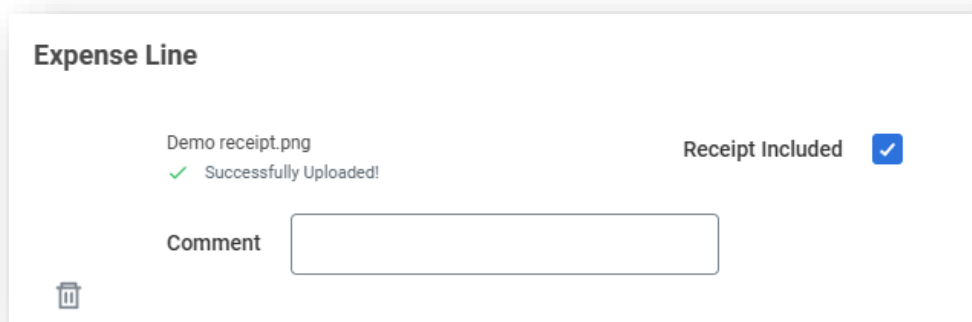 Expense Line
Demo receipt.png
Receipt Included
Successfully Uploaded!
Comment